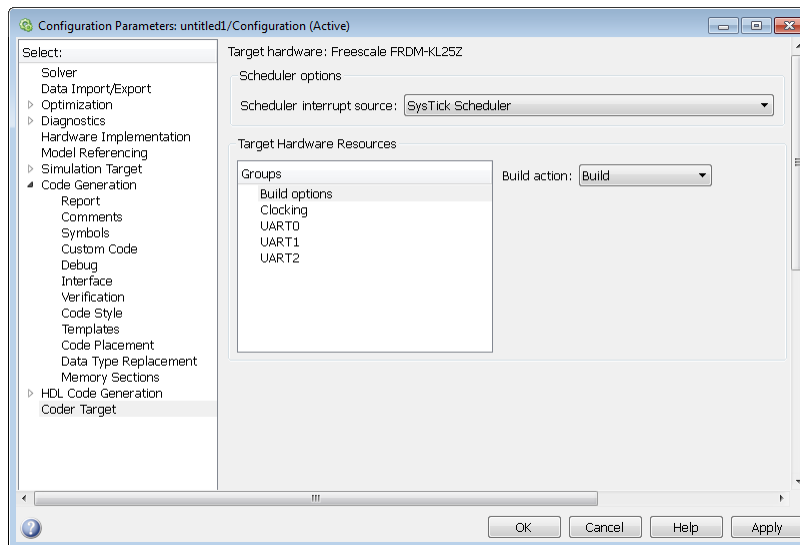 Configuration Parameters: untitled1/Configuration (Active)
Select:
Solver
Data Import/Export
Optimization
Diagnostics
Hardware Implementation
Model Referencing
Simulation Target
Code Generation
Report
Comments
Symbols
Custom Code
Debug
Interface
Verification
Code Style
Templates
Code Placement
Data Type Replacement
Memory Sections
HDL Code Generation
Coder Target
Target hardware: Freescale FRDM-KL25Z
Scheduler options
Scheduler interrupt source: SysTick Scheduler
Target Hardware Resources
Groups
Build options
Clocking
UART0
UART1
UART2
Build action: Build
OK Cancel Help Apply